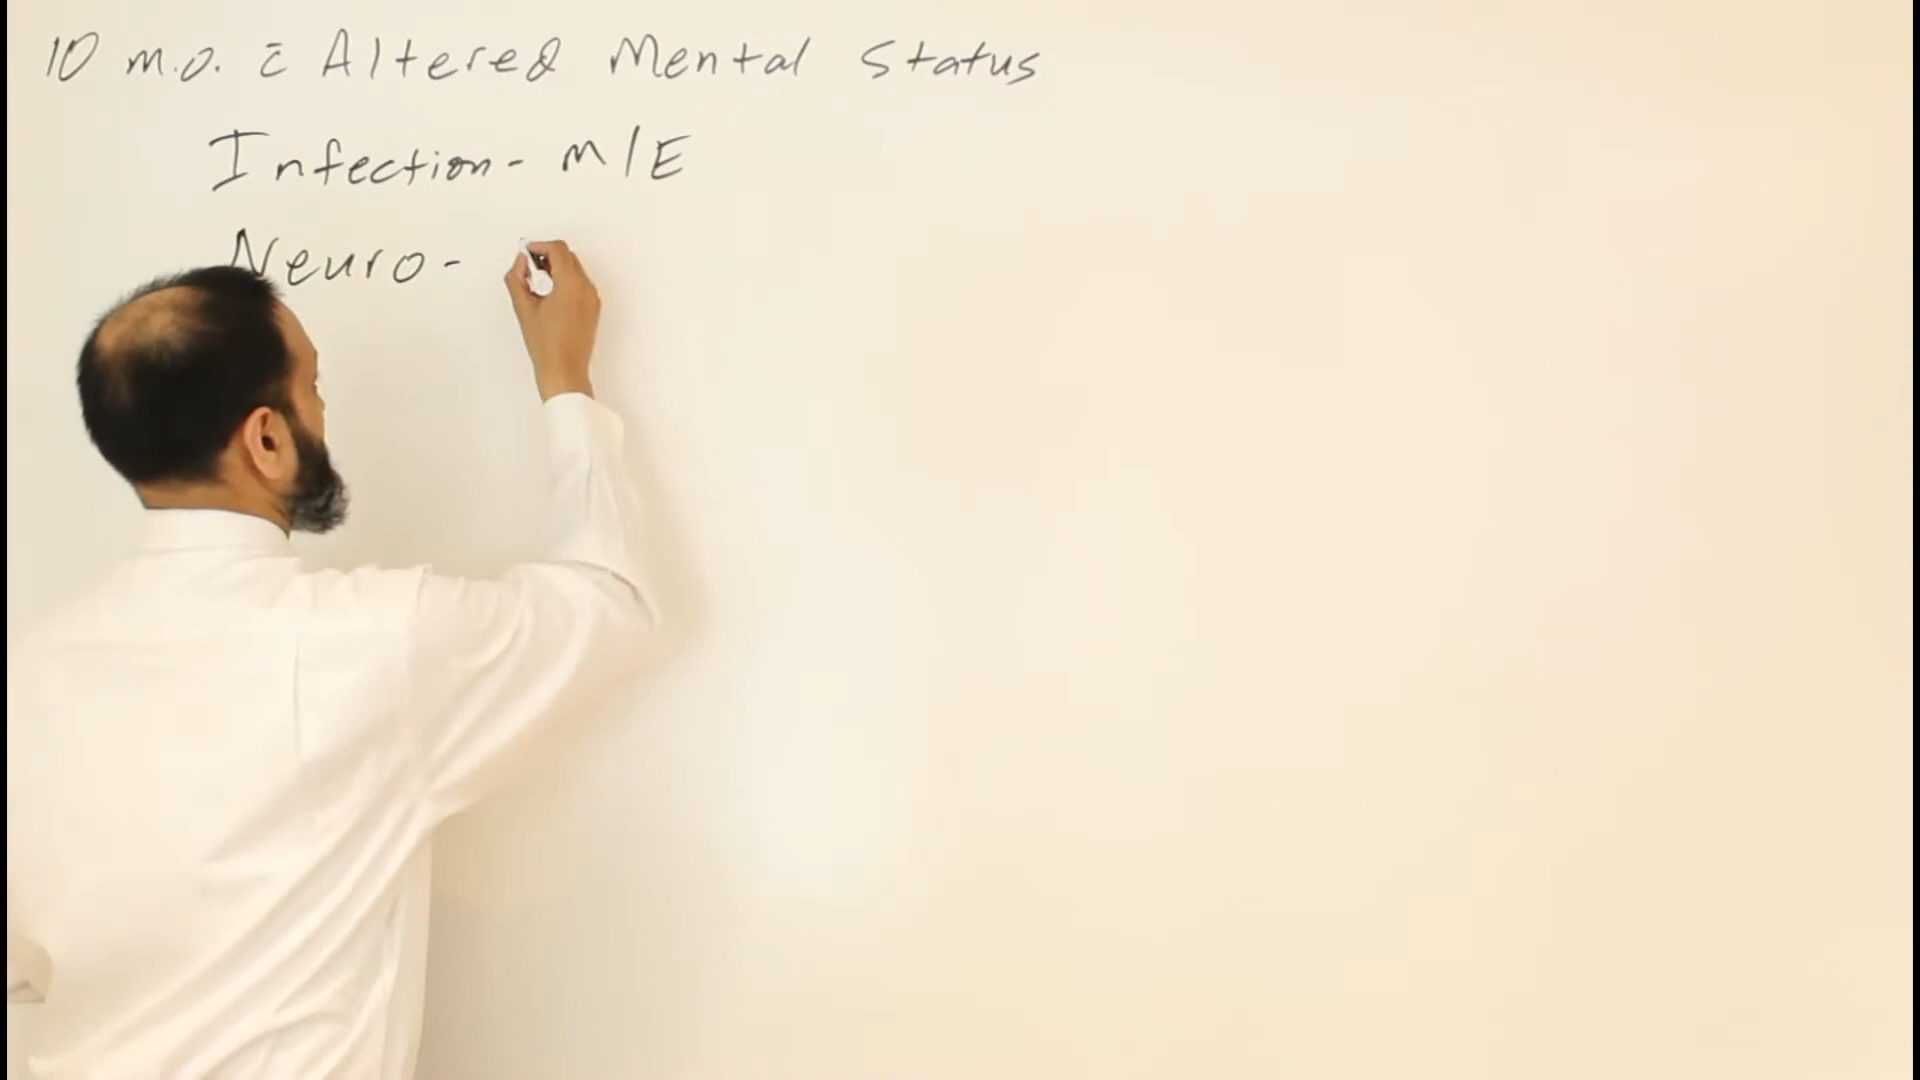 10 m.o. c̄ Altered Mental Status
Infection - M/E
Neuro -